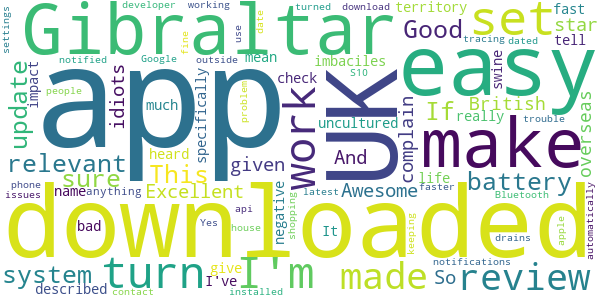 developer working turned download
settings Gibraltar set Good territory fast star tell
notified Google outside use fine date
people mean tracing dated
update impact idiots app specifically check UK easy
imbaciles S10 swine overseas
much problem work complain If British really trouble make
uncultured
relevant heard given And life battery
sure This
name anything Excellent negative Awesome faster Bluetooth
phone issues bad Yes api shopping latest So keeping apple automatically
downloaded
house It
system turn I've give I'm made notifications review
described contact installed drains